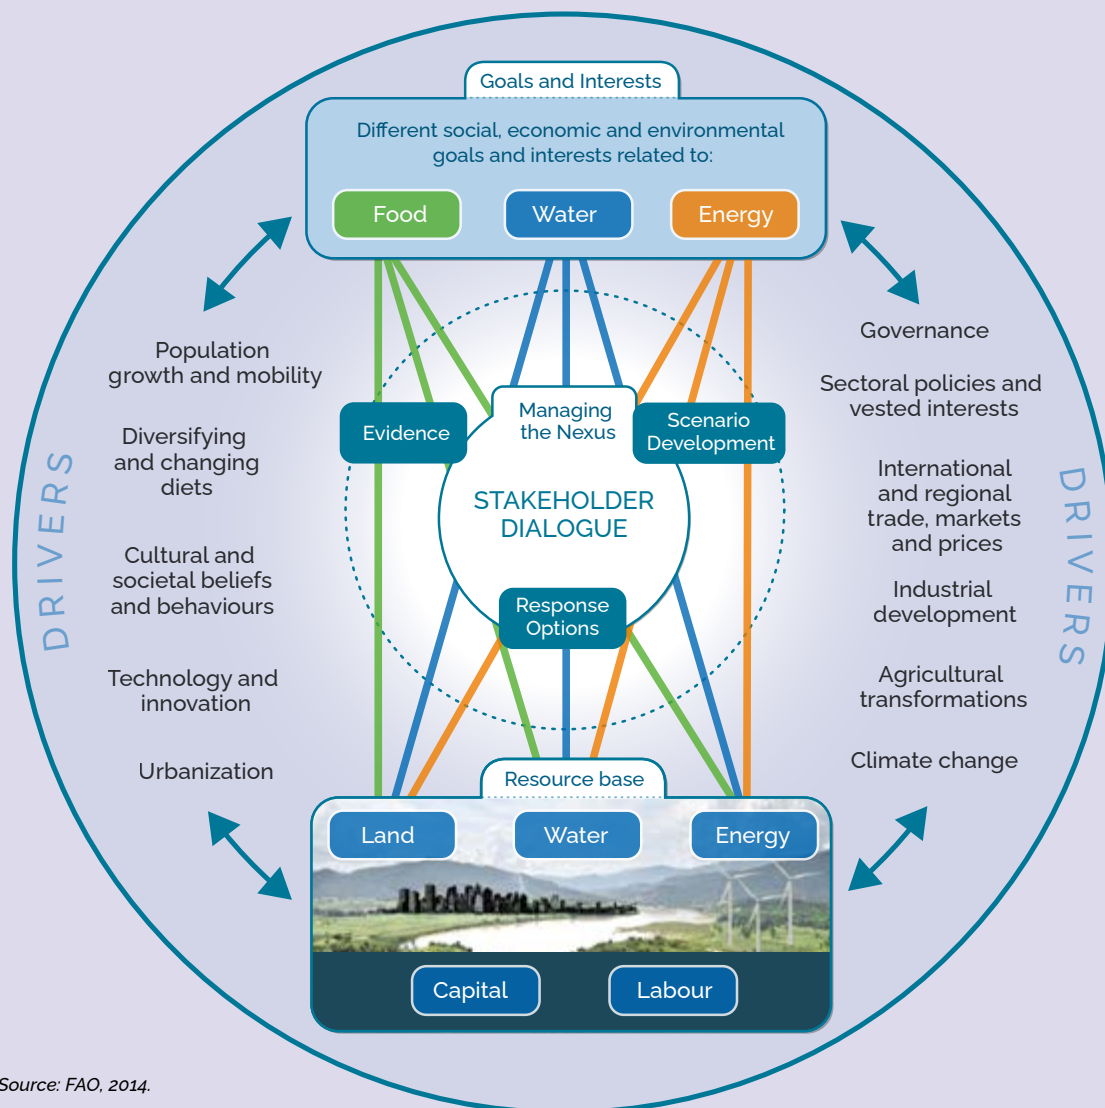 Goals and Interests
Different social, economic and environmental
goals and interests related to:
Food
Water
Energy
DRIVERS
Population
growth and mobility
Diversifying
and changing
diets
Cultural and
societal beliefs
and behaviours
Technology and
innovation
Urbanization
Evidence
Managing
the Nexus
Scenario
Development
STAKEHOLDER
DIALOGUE
Response
Options
Governance
Sectoral policies and
vested interests
International
and regional
trade, markets
and prices
Industrial
development
Agricultural
transformations
Climate change
DRIVERS
Resource base
Land
Water
Energy
Capital
Labour
Source: FAO, 2014.